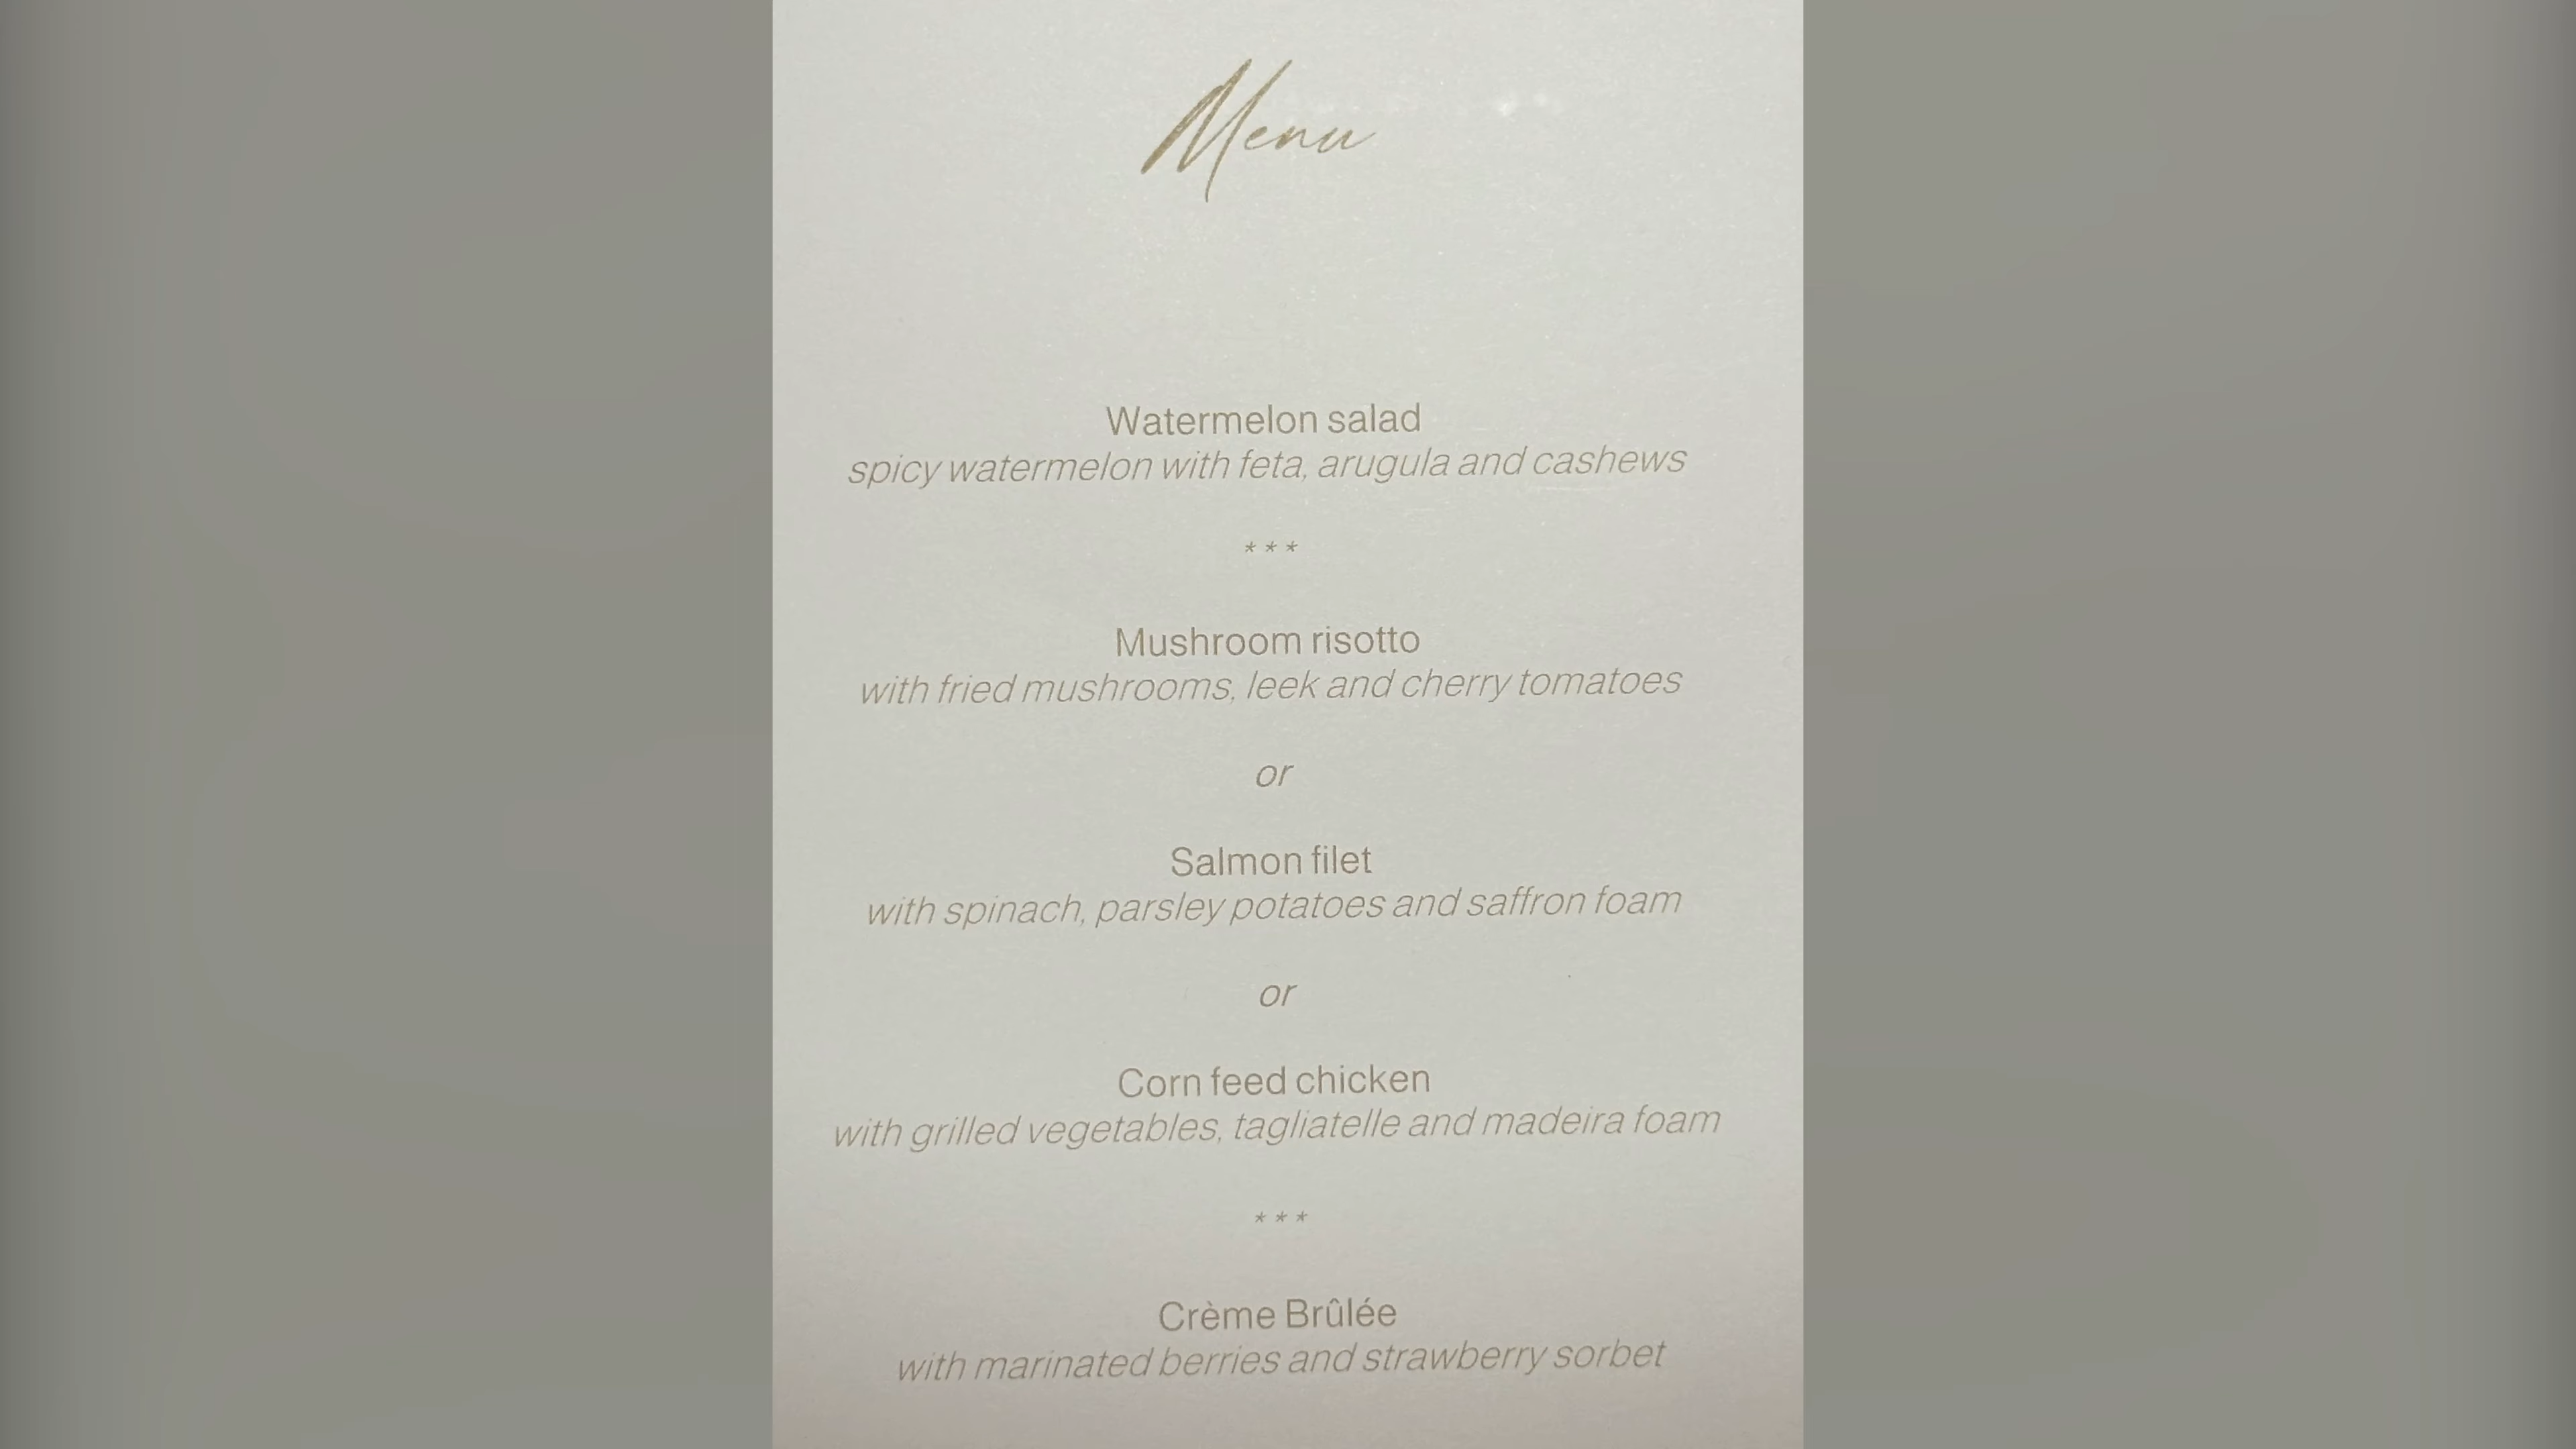 Menu
Watermelon salad
spicy watermelon with feta, arugula and cashews
***
Mushroom risotto
with fried mushrooms, leek and cherry tomatoes
or
Salmon filet
with spinach, parsley potatoes and saffron foam
or
Corn feed chicken
with grilled vegetables, tagliatelle and madeira foam
***
Crème Brûlée
with marinated berries and strawberry sorbet